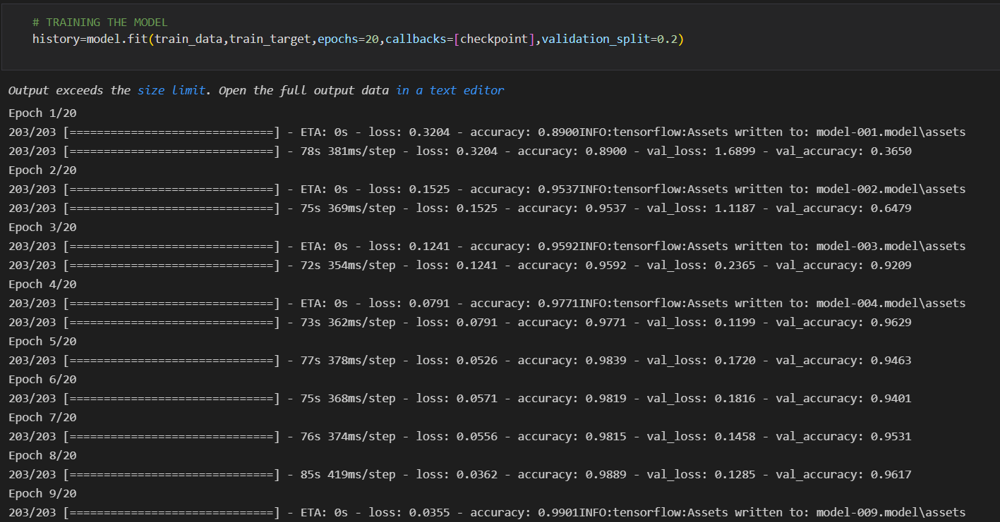 # TRAINING THE MODEL
history=model.fit(train_data,train_target,epochs=20,callbacks=[checkpoint],validation_split=0.2)
Output exceeds the size limit. Open the full output data in a text editor
Epoch 1/20
203/203 [==============================] - ETA: 0s - loss: 0.3204 - accuracy: 0.8900INFO:tensorflow:Assets written to: model-001.model\assets
203/203 [==============================] - 78s 381ms/step - loss: 0.3204 - accuracy: 0.8900 - val_loss: 1.6899 - val_accuracy: 0.3650
Epoch 2/20
203/203 [==============================] - ETA: 0s - loss: 0.1525 - accuracy: 0.9537INFO:tensorflow:Assets written to: model-002.model\assets
203/203 [==============================] - 75s 369ms/step - loss: 0.1525 - accuracy: 0.9537 - val_loss: 1.1187 - val_accuracy: 0.6479
Epoch 3/20
203/203 [==============================] - ETA: 0s - loss: 0.1241 - accuracy: 0.9592INFO:tensorflow:Assets written to: model-003.model\assets
203/203 [==============================] - 72s 354ms/step - loss: 0.1241 - accuracy: 0.9592 - val_loss: 0.2365 - val_accuracy: 0.9209
Epoch 4/20
203/203 [==============================] - ETA: 0s - loss: 0.0791 - accuracy: 0.9771INFO:tensorflow:Assets written to: model-004.model\assets
203/203 [==============================] - 73s 362ms/step - loss: 0.0791 - accuracy: 0.9771 - val_loss: 0.1199 - val_accuracy: 0.9629
Epoch 5/20
203/203 [==============================] - 77s 378ms/step - loss: 0.0526 - accuracy: 0.9839 - val_loss: 0.1720 - val_accuracy: 0.9463
Epoch 6/20
203/203 [==============================] - 75s 368ms/step - loss: 0.0571 - accuracy: 0.9819 - val_loss: 0.1816 - val_accuracy: 0.9401
Epoch 7/20
203/203 [==============================] - 76s 374ms/step - loss: 0.0556 - accuracy: 0.9815 - val_loss: 0.1458 - val_accuracy: 0.9531
Epoch 8/20
203/203 [==============================] - 85s 419ms/step - loss: 0.0362 - accuracy: 0.9889 - val_loss: 0.1285 - val_accuracy: 0.9617
Epoch 9/20
203/203 [==============================] - ETA: 0s - loss: 0.0355 - accuracy: 0.9901INFO:tensorflow:Assets written to: model-009.model\assets